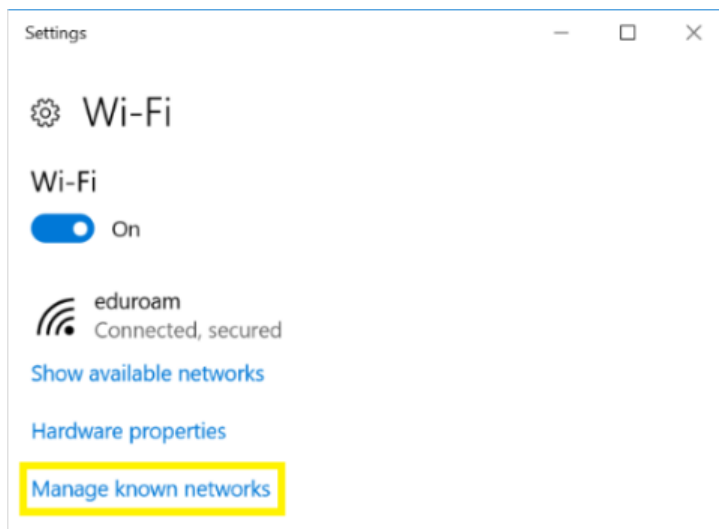 Settings
Wi-Fi
Wi-Fi
On
eduroam
Connected, secured
Show available networks
Hardware properties
Manage known networks